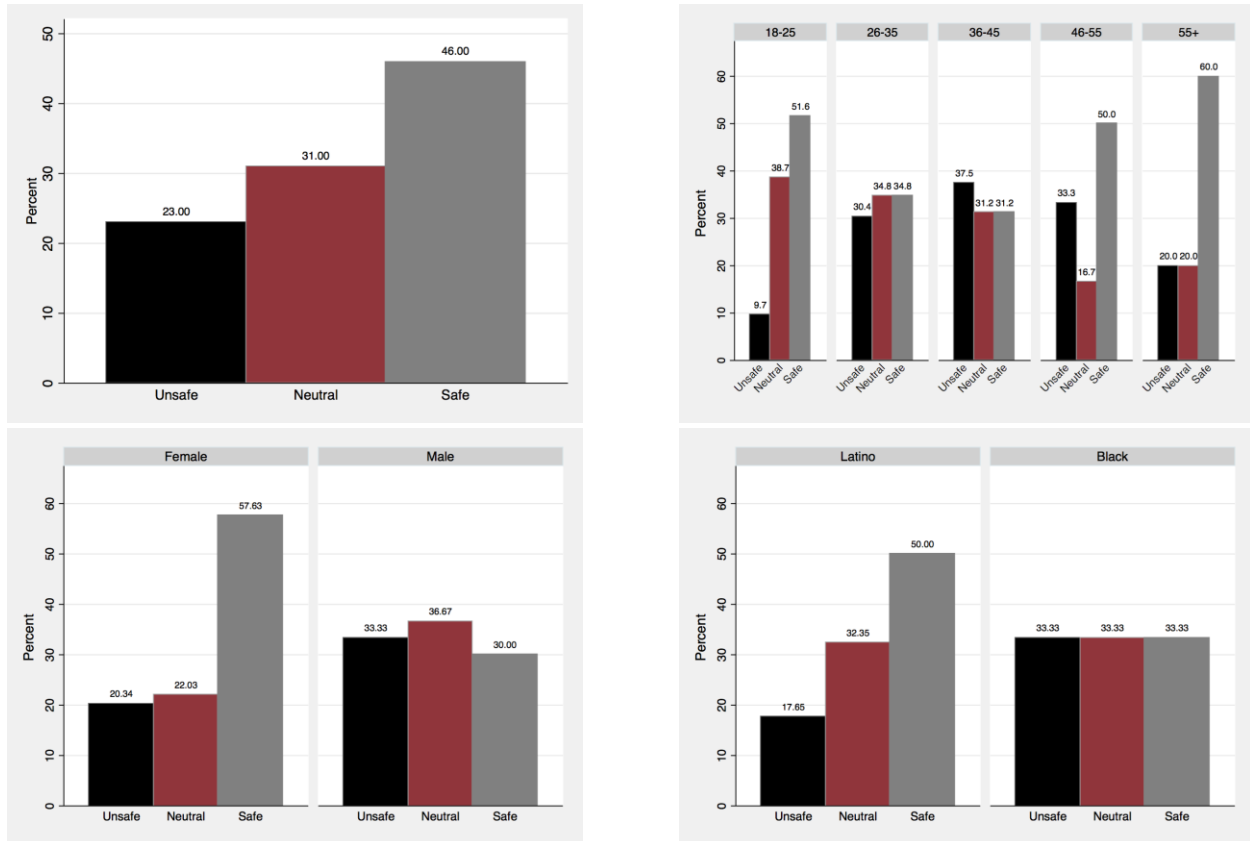 50
40
30
20
10
0
Percent
23.00
31.00
46.00
Unsafe Neutral Safe
18-25 26-35 36-45 46-55 55+
60
50
40
30
20
10
0
Percent
9.7 38.7 51.6
30.4 34.8 34.8
37.5 31.2 31.2
33.3 16.7 50.0
20.0 20.0 60.0
Unsafe Neutral Safe Unsafe Neutral Safe Unsafe Neutral Safe Unsafe Neutral Safe Unsafe Neutral Safe
Female Male
60
50
40
30
20
10
0
Percent
20.34 22.03 57.63
33.33 36.67 30.00
Unsafe Neutral Safe Unsafe Neutral Safe
Latino Black
60
50
40
30
20
10
0
Percent
17.65 32.35 50.00
33.33 33.33 33.33
Unsafe Neutral Safe Unsafe Neutral Safe